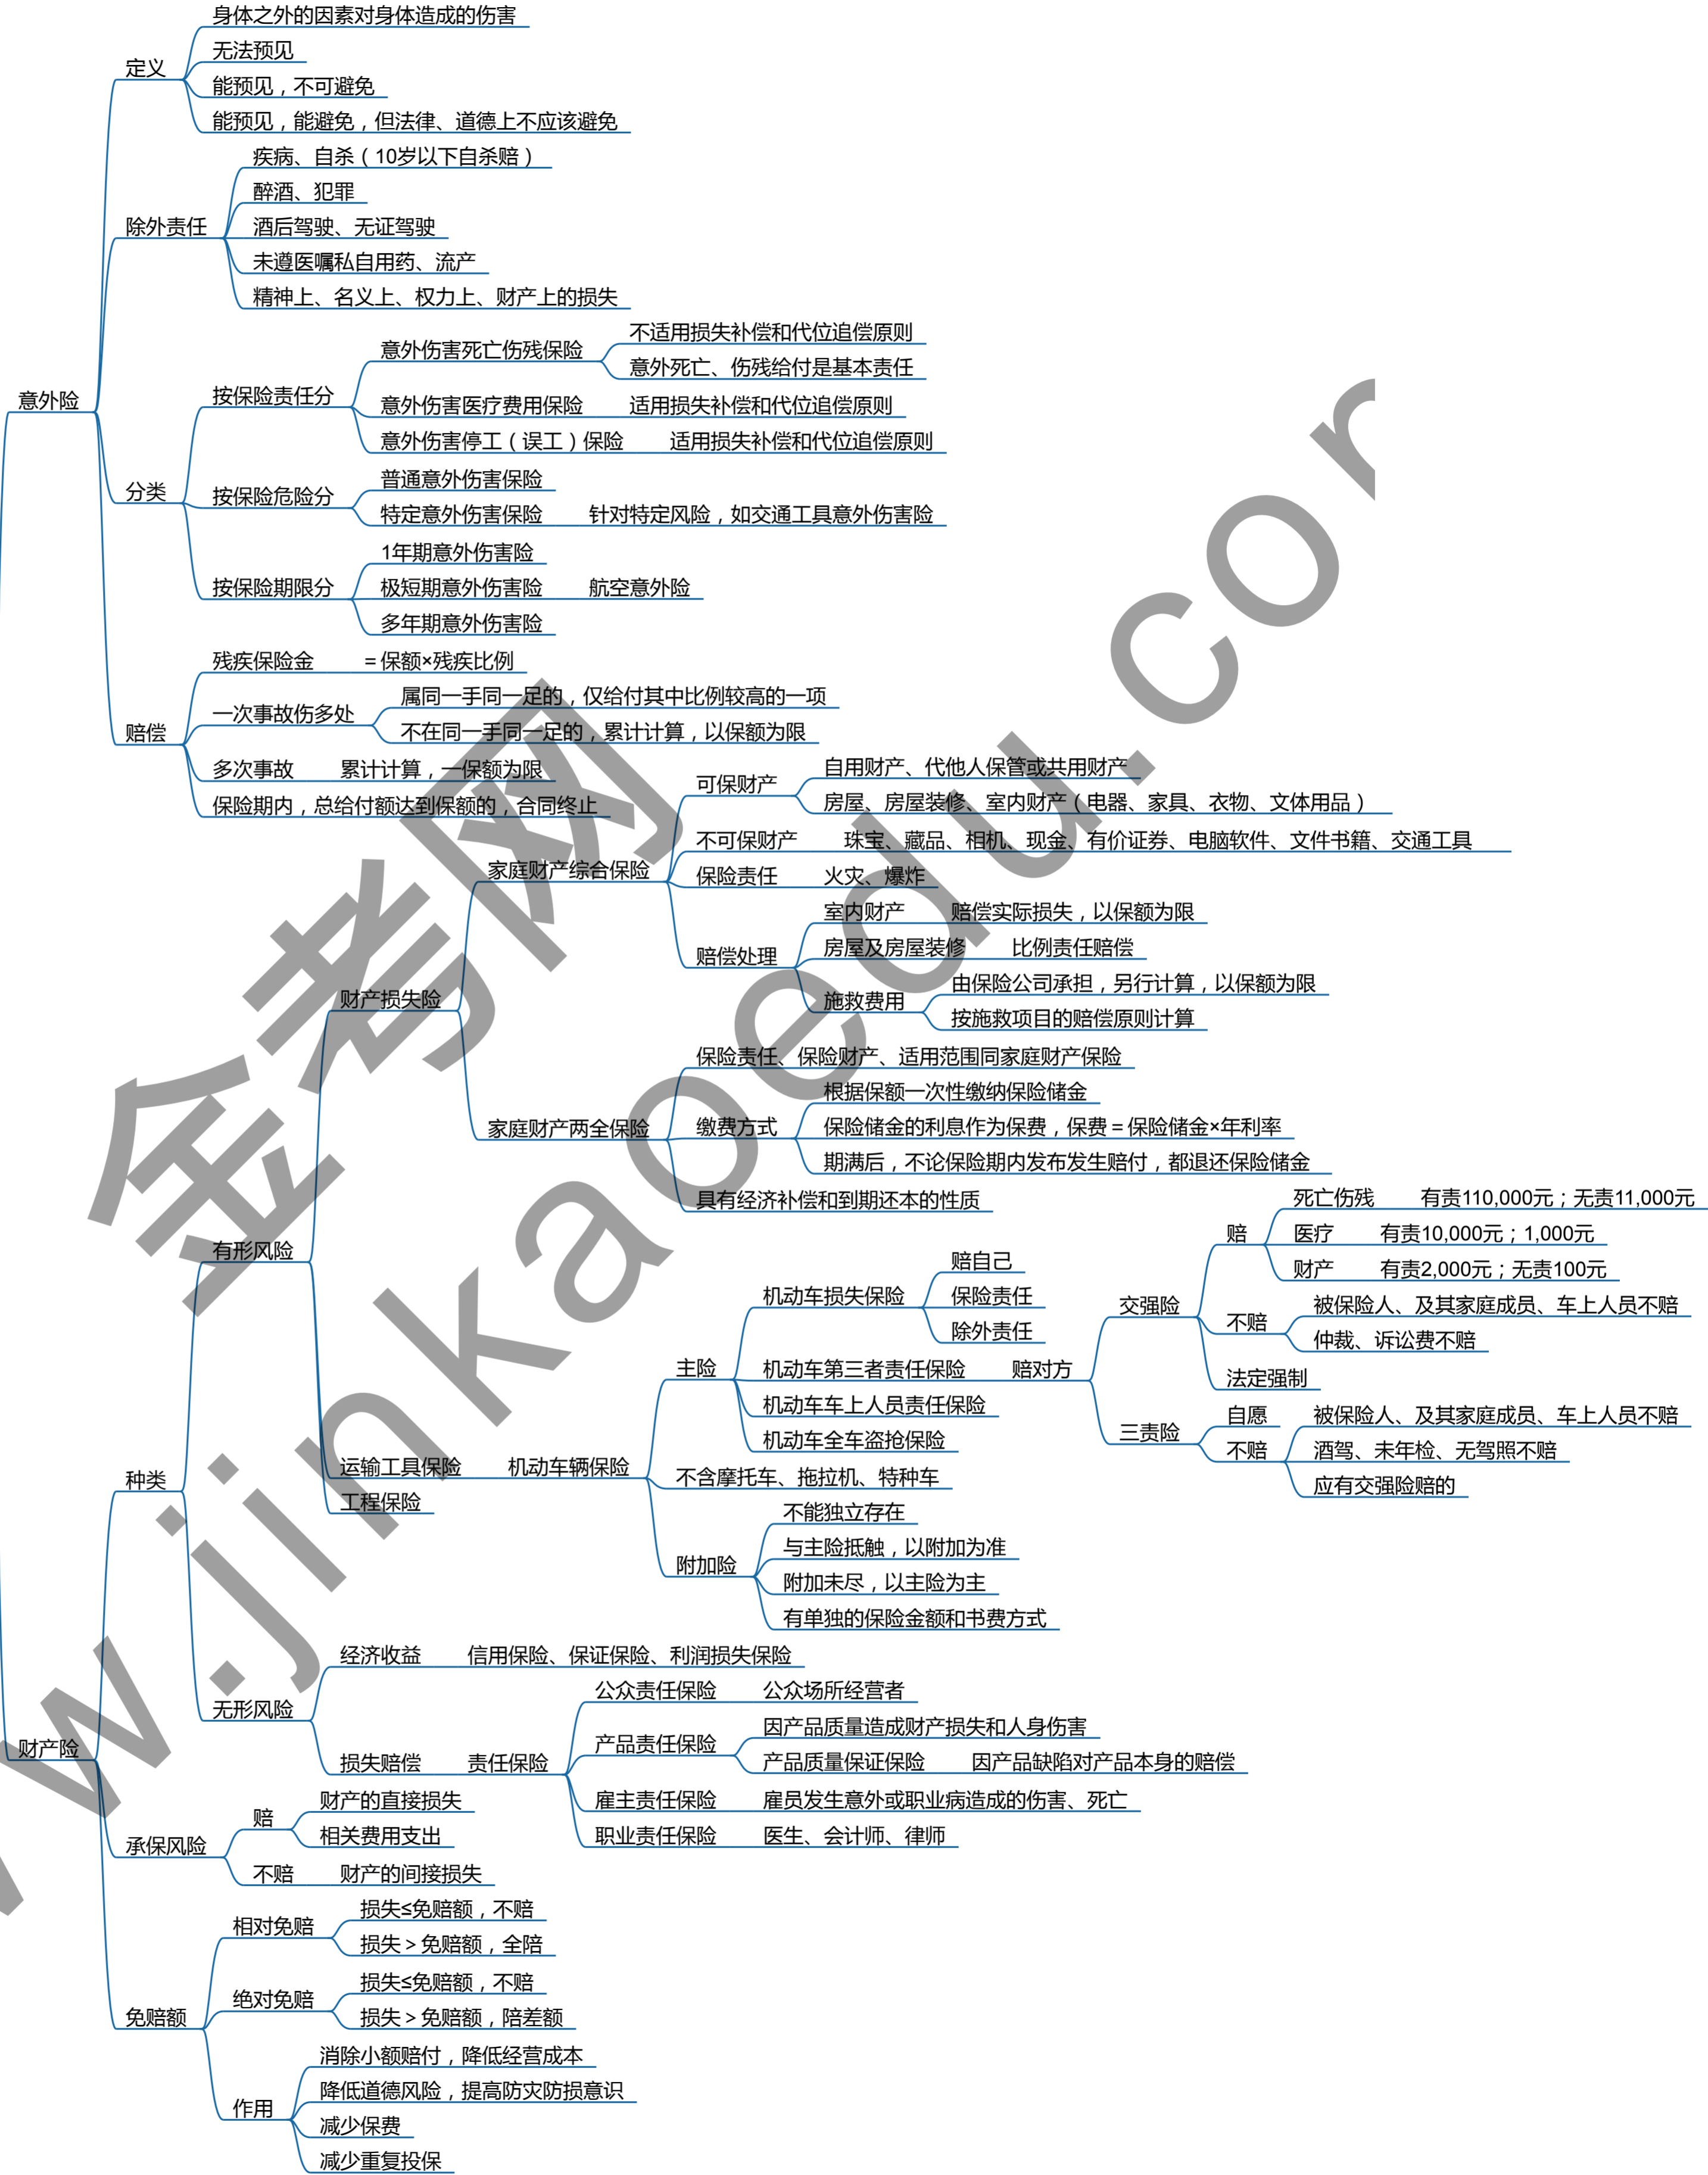 意外险
定义
身体之外的因素对身体造成的伤害
无法预见
能预见，不可避免
能预见，能避免，但法律、道德上不应该避免
除外责任
疾病、自杀（10岁以下自杀赔）
醉酒、犯罪
酒后驾驶、无证驾驶
未遵医嘱私自用药、流产
精神上、名义上、权力上、财产上的损失
分类
按保险责任分
意外伤害死亡伤残保险
不适用损失补偿和代位追偿原则
意外死亡、伤残给付是基本责任
意外伤害医疗费用保险 适用损失补偿和代位追偿原则
意外伤害停工（误工）保险 适用损失补偿和代位追偿原则
按保险危险分
普通意外伤害保险
特定意外伤害保险 针对特定风险，如交通工具意外伤害险
按保险期限分
1年期意外伤害险
极短期意外伤害险 航空意外险
多年期意外伤害险
赔偿
残疾保险金 ＝保额×残疾比例
一次事故伤多处
属同一手同一足的，仅给付其中比例较高的一项
不在同一手同一足的，累计计算，以保额为限
多次事故 累计计算，一保额为限
保险期内，总给付额达到保额的，合同终止
财产险
种类
有形风险
财产损失险
家庭财产综合保险
可保财产
自用财产、代他人保管或共用财产
房屋、房屋装修、室内财产（电器、家具、衣物、文体用品）
不可保财产 珠宝、藏品、相机、现金、有价证券、电脑软件、文件书籍、交通工具
保险责任 火灾、爆炸
赔偿处理
室内财产 赔偿实际损失，以保额为限
房屋及房屋装修 比例责任赔偿
施救费用
由保险公司承担，另行计算，以保额为限
按施救项目的赔偿原则计算
家庭财产两全保险
保险责任、保险财产、适用范围同家庭财产保险
缴费方式
根据保额一次性缴纳保险储金
保险储金的利息作为保费，保费＝保险储金×年利率
期满后，不论保险期内发布发生赔付，都退还保险储金
具有经济补偿和到期还本的性质
运输工具保险 机动车辆保险
主险
机动车损失保险
赔自己
保险责任
除外责任
机动车第三者责任保险 赔对方
交强险
赔
死亡伤残 有责110,000元；无责11,000元
医疗 有责10,000元；1,000元
财产 有责2,000元；无责100元
不赔
被保险人、及其家庭成员、车上人员不赔
仲裁、诉讼费不赔
法定强制
三责险
自愿
不赔
被保险人、及其家庭成员、车上人员不赔
酒驾、未年检、无驾照不赔
应有交强险赔的
机动车车上人员责任保险
机动车全车盗抢保险
不含摩托车、拖拉机、特种车
附加险
不能独立存在
与主险抵触，以附加为准
附加未尽，以主险为主
有单独的保险金额和书费方式
工程保险
无形风险
经济收益 信用保险、保证保险、利润损失保险
损失赔偿 责任保险
公众责任保险 公众场所经营者
产品责任保险
因产品质量造成财产损失和人身伤害
产品质量保证保险 因产品缺陷对产品本身的赔偿
雇主责任保险 雇员发生意外或职业病造成的伤害、死亡
职业责任保险 医生、会计师、律师
承保风险
赔
财产的直接损失
相关费用支出
不赔 财产的间接损失
免赔额
相对免赔
损失≤免赔额，不赔
损失＞免赔额，全陪
绝对免赔
损失≤免赔额，不赔
损失＞免赔额，陪差额
作用
消除小额赔付，降低经营成本
降低道德风险，提高防灾防损意识
减少保费
减少重复投保
金考网
w.jinkaoedu.cor